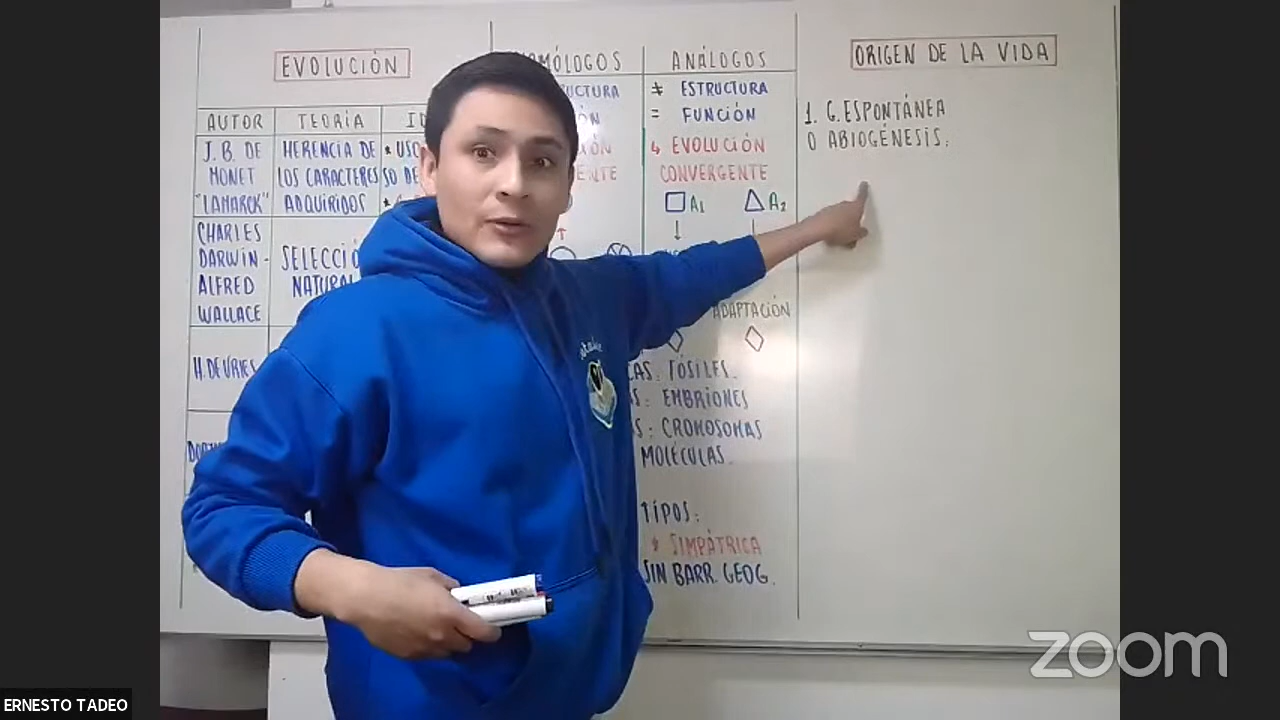 EVOLUCIÓN
AUTOR
TEORÍA
J. B. DE
MONET
"LAMARCK"
HERENCIA DE
LOS CARACTERES
ADQUIRIDOS
CHARLES
DARWIN -
ALFRED
WALLACE
NATURAL
H. DE VRIES
ANÁLOGOS
≠ ESTRUCTURA
= FUNCIÓN
↳ EVOLUCIÓN
CONVERGENTE
A1
A2
ADAPTACIÓN
FÓSILES.
EMBRIONES
CROMOSOMAS
MOLÉCULAS.
TIPOS:
* SIMPÁTRICA
SIN BARR. GEOG.
ORIGEN DE LA VIDA
1. G. ESPONTÁNEA
O ABIOGÉNESIS:
zoom
ERNESTO TADEO